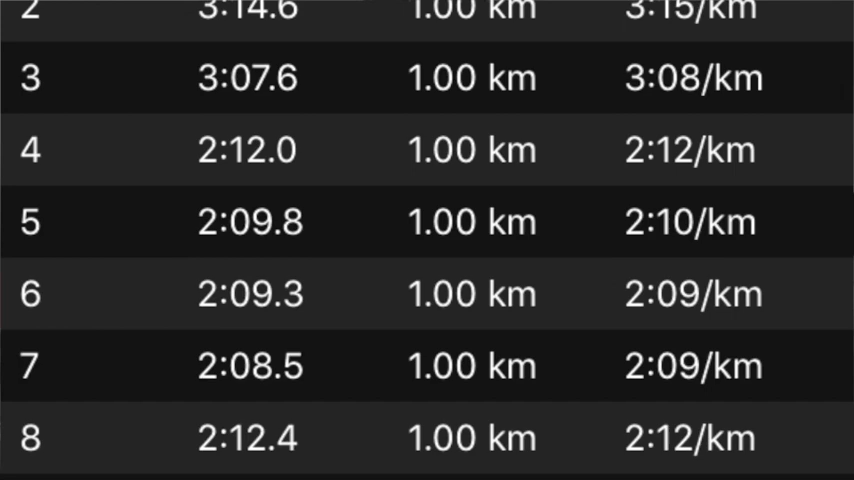 2 3:14.6 1.00 km 3:15/km
3 3:07.6 1.00 km 3:08/km
4 2:12.0 1.00 km 2:12/km
5 2:09.8 1.00 km 2:10/km
6 2:09.3 1.00 km 2:09/km
7 2:08.5 1.00 km 2:09/km
8 2:12.4 1.00 km 2:12/km